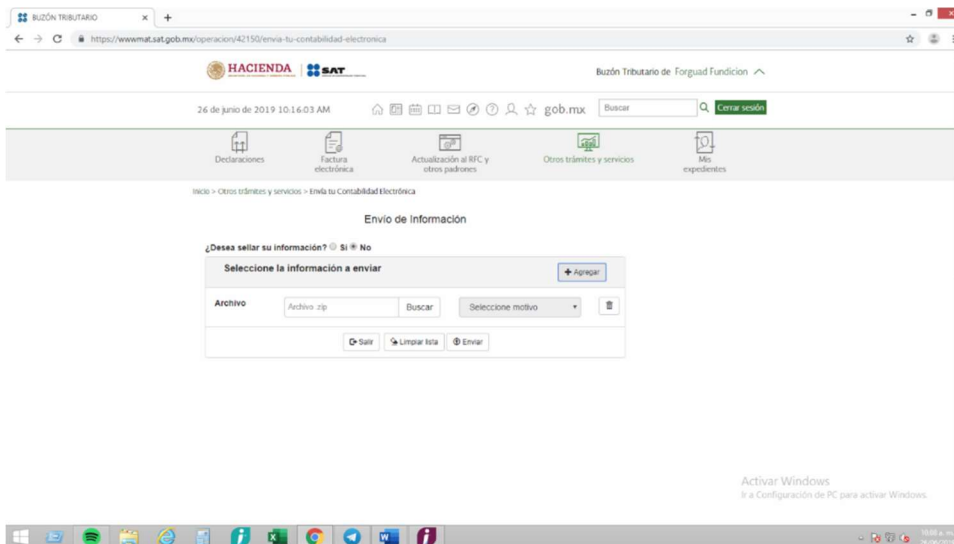 BUZÓN TRIBUTARIO
https://wwwmat.sat.gob.mx/operacion/42150/envia-tu-contabilidad-electronica
HACIENDA SAT
Buzón Tributario de Forguad Fundicion
26 de junio de 2019 10:16:03 AM
gob.mx
Buscar
Cerrar sesión
Declaraciones
Factura
electrónica
Actualización al RFC y
otros padrones
Otros trámites y servicios
Mis
expedientes
Inicio > Otros trámites y servicios > Envía tu Contabilidad Electrónica
Envío de Información
¿Desea sellar su información? Si No
Seleccione la información a enviar
Agregar
Archivo
Archivo .zip
Buscar
Seleccione motivo
Salir
Limpiar lista
Enviar
Activar Windows
Ir a Configuración de PC para activar Windows.